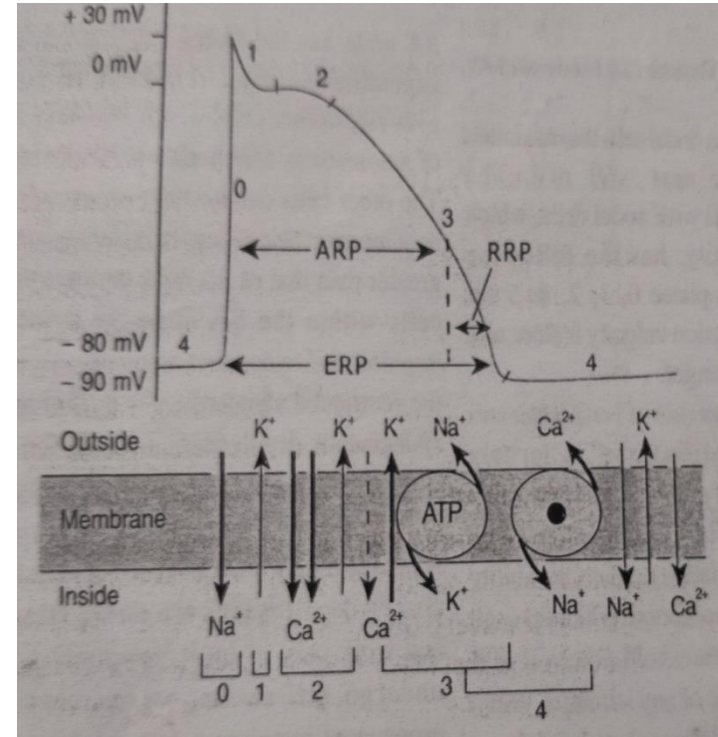 + 30 mV
0 mV
1
2
0
3
ARP
RRP
4
ERP
4
− 80 mV
− 90 mV
Outside
K⁺ K⁺ K⁺ Na⁺ Ca²⁺ K⁺
Membrane
ATP
Inside
Na⁺ Ca²⁺ Ca²⁺ K⁺ Na⁺ Na⁺ Ca²⁺
0 1 2 3 4